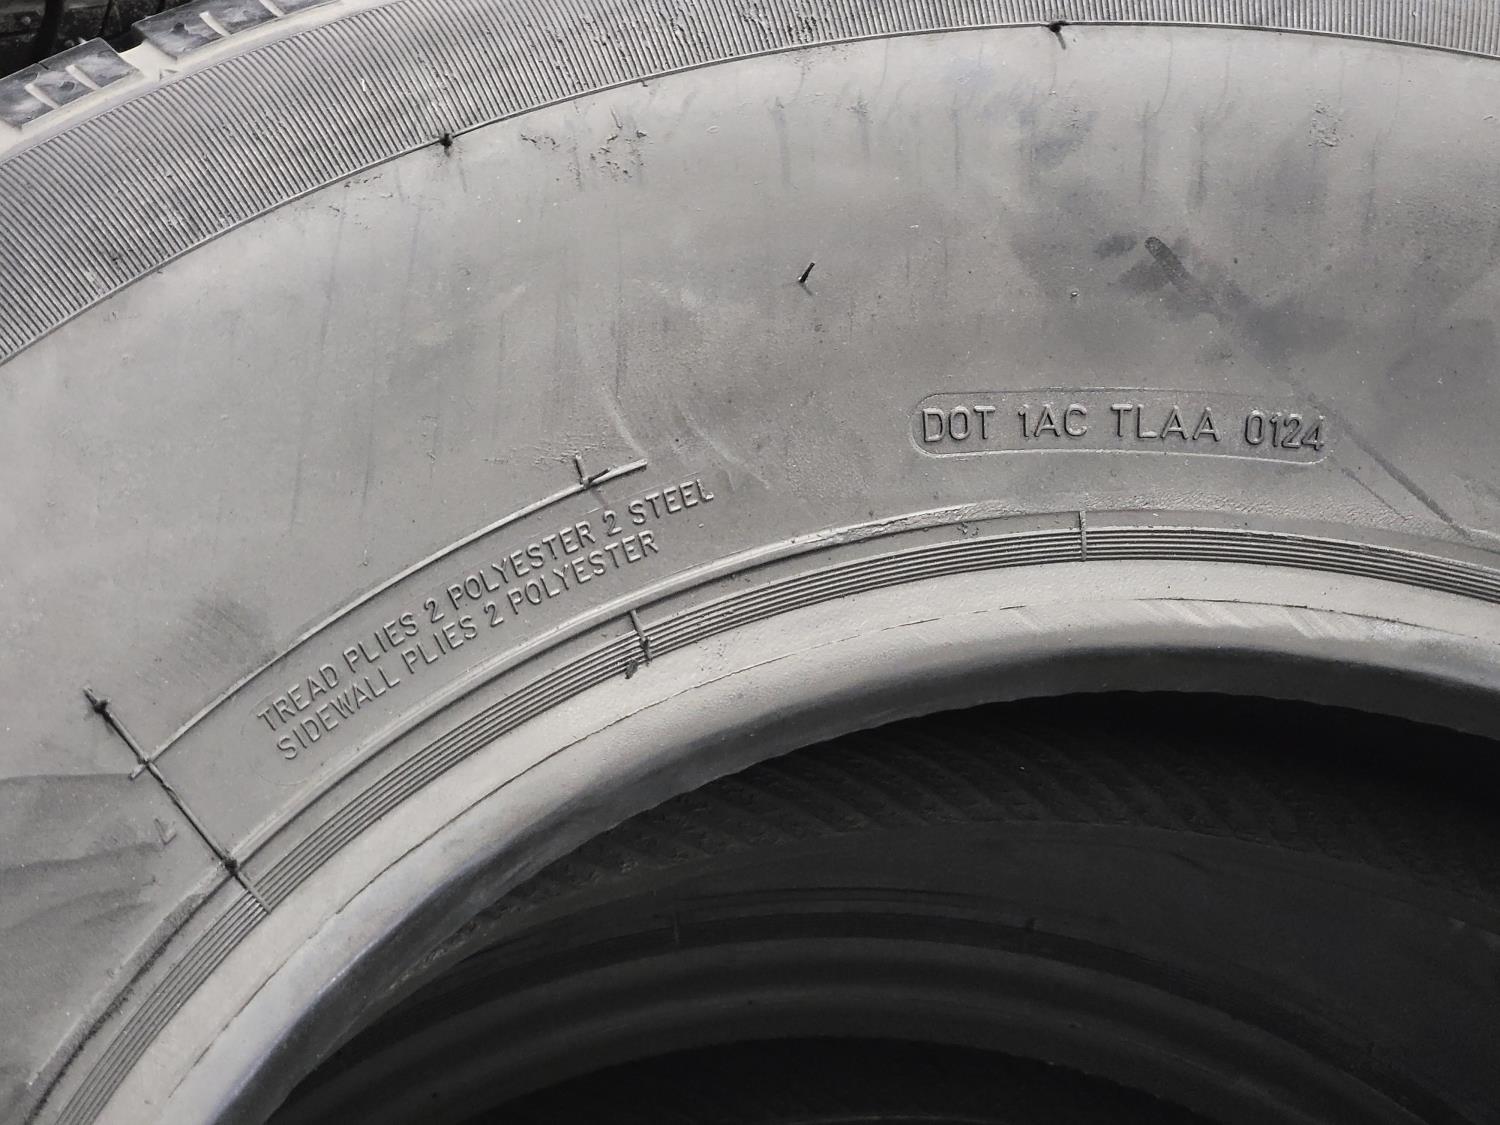 DOT 1AC TLAA 0124
TREAD PLIES 2 POLYESTER 2 STEEL
SIDEWALL PLIES 2 POLYESTER